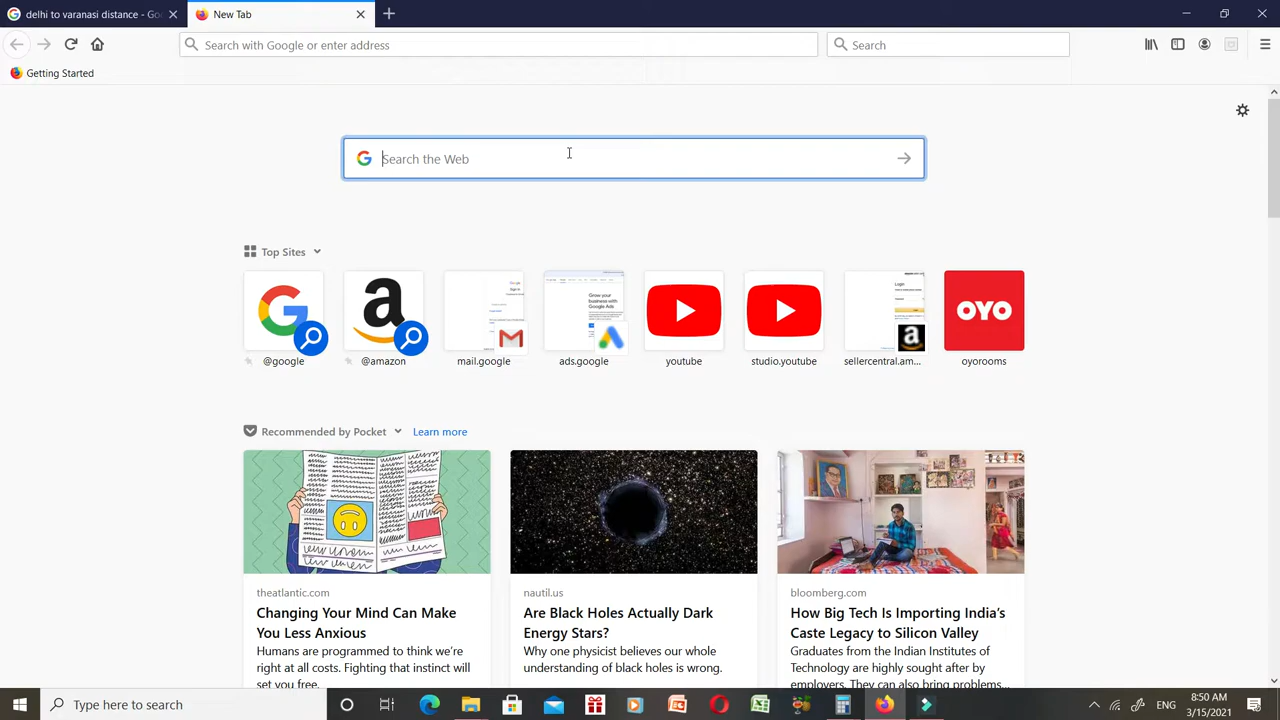 delhi to varanasi distance - Go
New Tab
Search with Google or enter address
Search
Getting Started
Search the Web
Top Sites
@google
@amazon
mail.google
ads.google
youtube
studio.youtube
sellercentral.am...
OYO
oyorooms
Recommended by Pocket
Learn more
theatlantic.com
Changing Your Mind Can Make
You Less Anxious
Humans are programmed to think we're
right at all costs. Fighting that instinct will
set you free.
nautil.us
Are Black Holes Actually Dark
Energy Stars?
Why one physicist believes our whole
understanding of black holes is wrong.
bloomberg.com
How Big Tech Is Importing India's
Caste Legacy to Silicon Valley
Graduates from the Indian Institutes of
Technology are highly sought after by
employers. They can also bring problems...
Type here to search
ENG
8:50 AM
3/15/2021